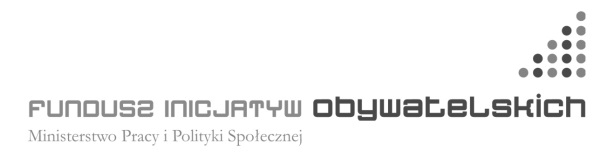 FUNDUSZ INICJATYW obywatelskich
Ministerstwo Pracy i Polityki Społecznej